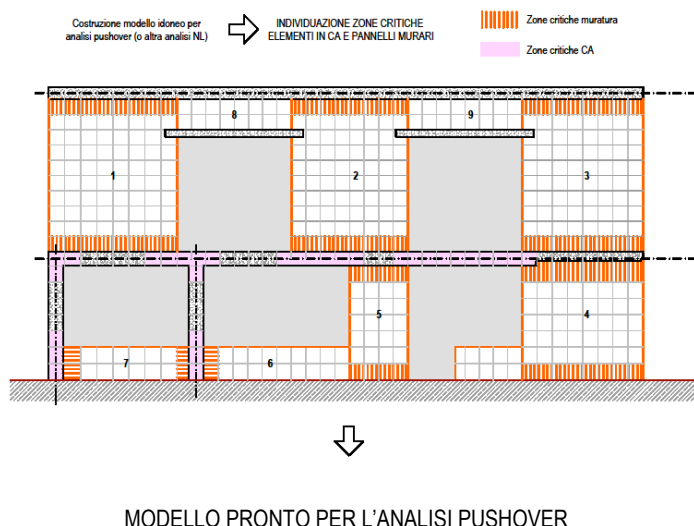 Costruzione modello idoneo per
analisi pushover (o altra analisi NL)
INDIVIDUAZIONE ZONE CRITICHE
ELEMENTI IN CA E PANNELLI MURARI
Zone critiche muratura
Zone critiche CA
8
9
1
2
3
5
4
7
6
MODELLO PRONTO PER L'ANALISI PUSHOVER